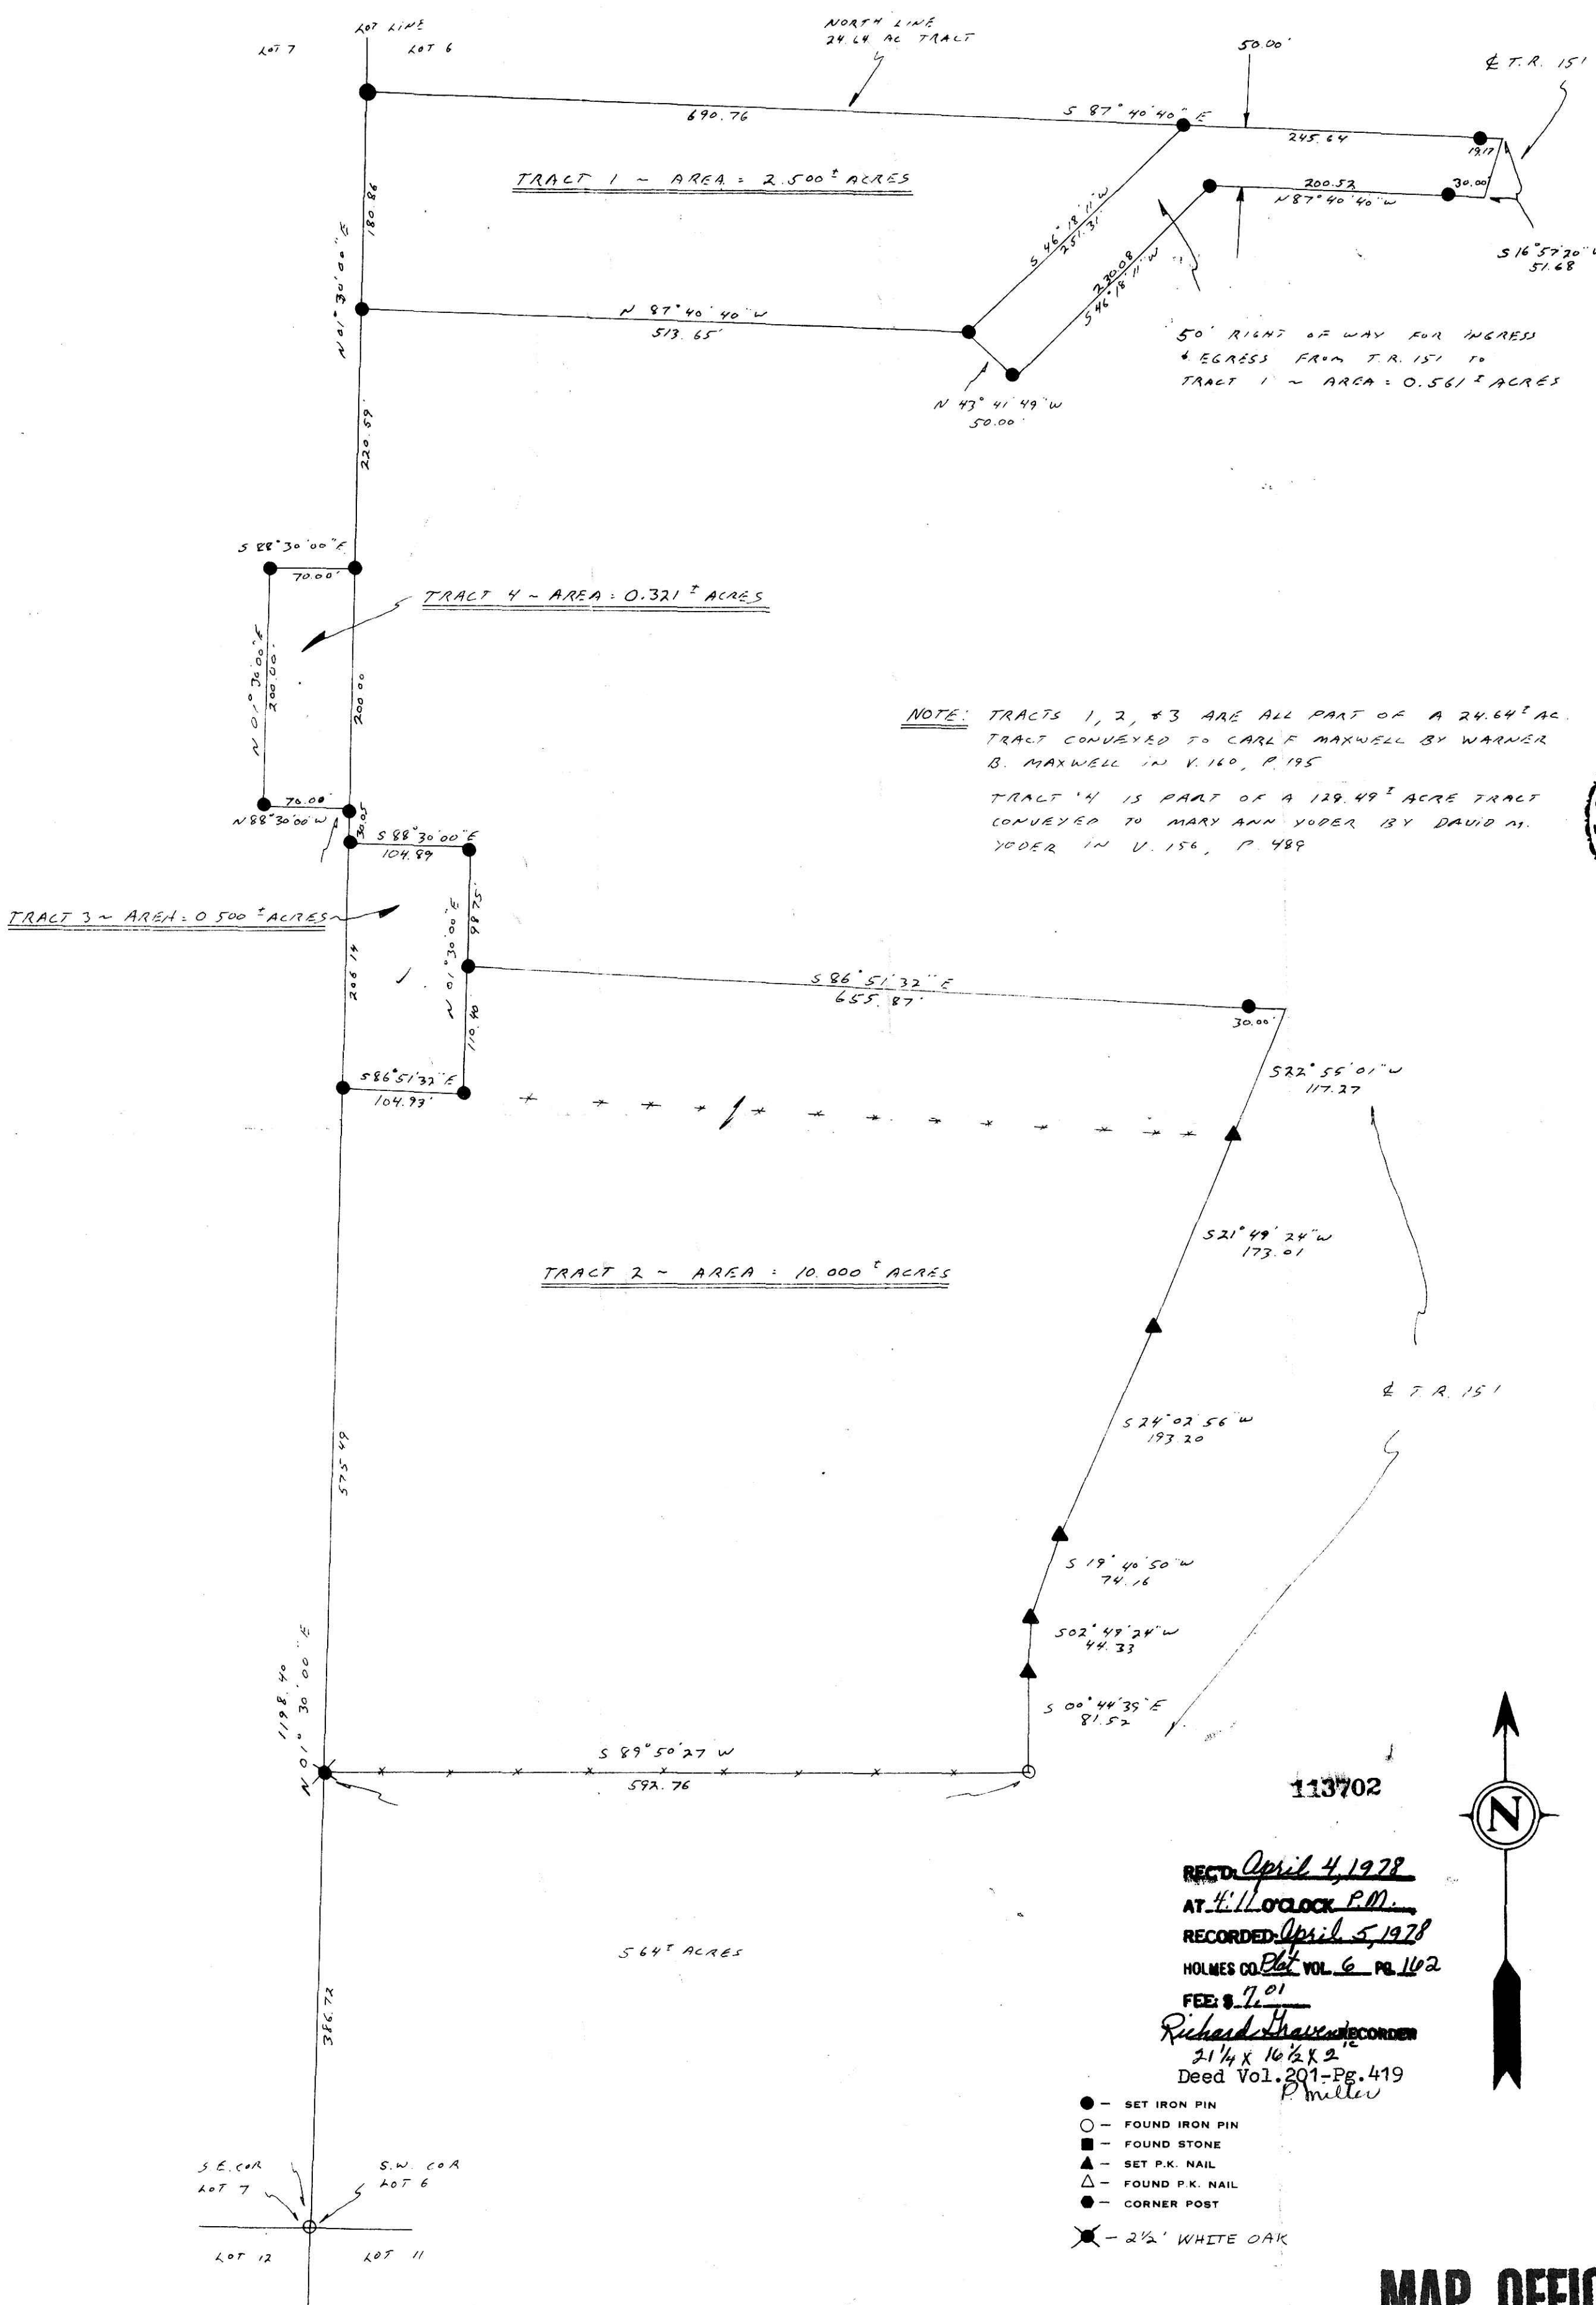 LOT LINE
LOT 7
LOT 6
NORTH LINE
24.64 AC TRACT
50.00'
℄ T.R. 151
690.76
S 87° 40' 40" E
245.64
19.17
TRACT 1 ~ AREA = 2.500± ACRES
180.86
N 01° 30' 00" E
S 46° 18' 11" W
251.31
200.52
N 87° 40' 40" W
30.00'
S 16° 57' 20"
51.68
230.08
S 46° 18' 11" W
N 87° 40' 40" W
513.65'
50' RIGHT OF WAY FOR INGRESS
& EGRESS FROM T.R. 151 TO
TRACT 1 ~ AREA = 0.561± ACRES
N 43° 41' 49" W
50.00'
220.59'
S 88° 30' 00" E
70.00'
TRACT 4 ~ AREA = 0.321± ACRES
N 01° 30' 00" E
200.00'
200.00
NOTE: TRACTS 1, 2, & 3 ARE ALL PART OF A 24.64± AC.
TRACT CONVEYED TO CARL F MAXWELL BY WARNER
B. MAXWELL IN V. 160, P. 195
TRACT 4 IS PART OF A 129.49± ACRE TRACT
CONVEYED TO MARY ANN YODER BY DAVID M.
YODER IN V. 156, P. 489
70.00'
N 88° 30' 00" W
30.05
S 88° 30' 00" E
104.89
TRACT 3 ~ AREA = 0.500± ACRES
N 01° 30' 00" E
98.75'
206.14
S 86° 51' 32" E
655.87'
30.00'
110.40
S 86° 51' 32" E
104.93'
S 22° 55' 01" W
117.27
S 21° 49' 24" W
173.01
TRACT 2 ~ AREA = 10.000± ACRES
℄ T.R. 151
S 24° 02' 56" W
193.20
575.49
S 19° 40' 50" W
74.16
S 02° 49' 24" W
44.33
1198.40
N 01° 30' 00" E
S 00° 44' 39" E
81.52
S 89° 50' 27 W
592.76
113702
N
REC'D. April 4, 1978
AT 4:11 O'CLOCK P.M.
RECORDED: April 5, 1978
HOLMES CO. Plat VOL. 6 PG. 162
FEE: $ 7.01
Richard Graven RECORDER
21 1/4 x 16 1/2 x 2¢
Deed Vol.201-Pg.419
P. Miller
5.64± ACRES
386.72
● - SET IRON PIN
○ - FOUND IRON PIN
■ - FOUND STONE
▲ - SET P.K. NAIL
△ - FOUND P.K. NAIL
⬣ - CORNER POST
- 2 1/2' WHITE OAK
S.E. COR
LOT 7
S.W. COR
LOT 6
LOT 12
LOT 11
MAP OFFIC